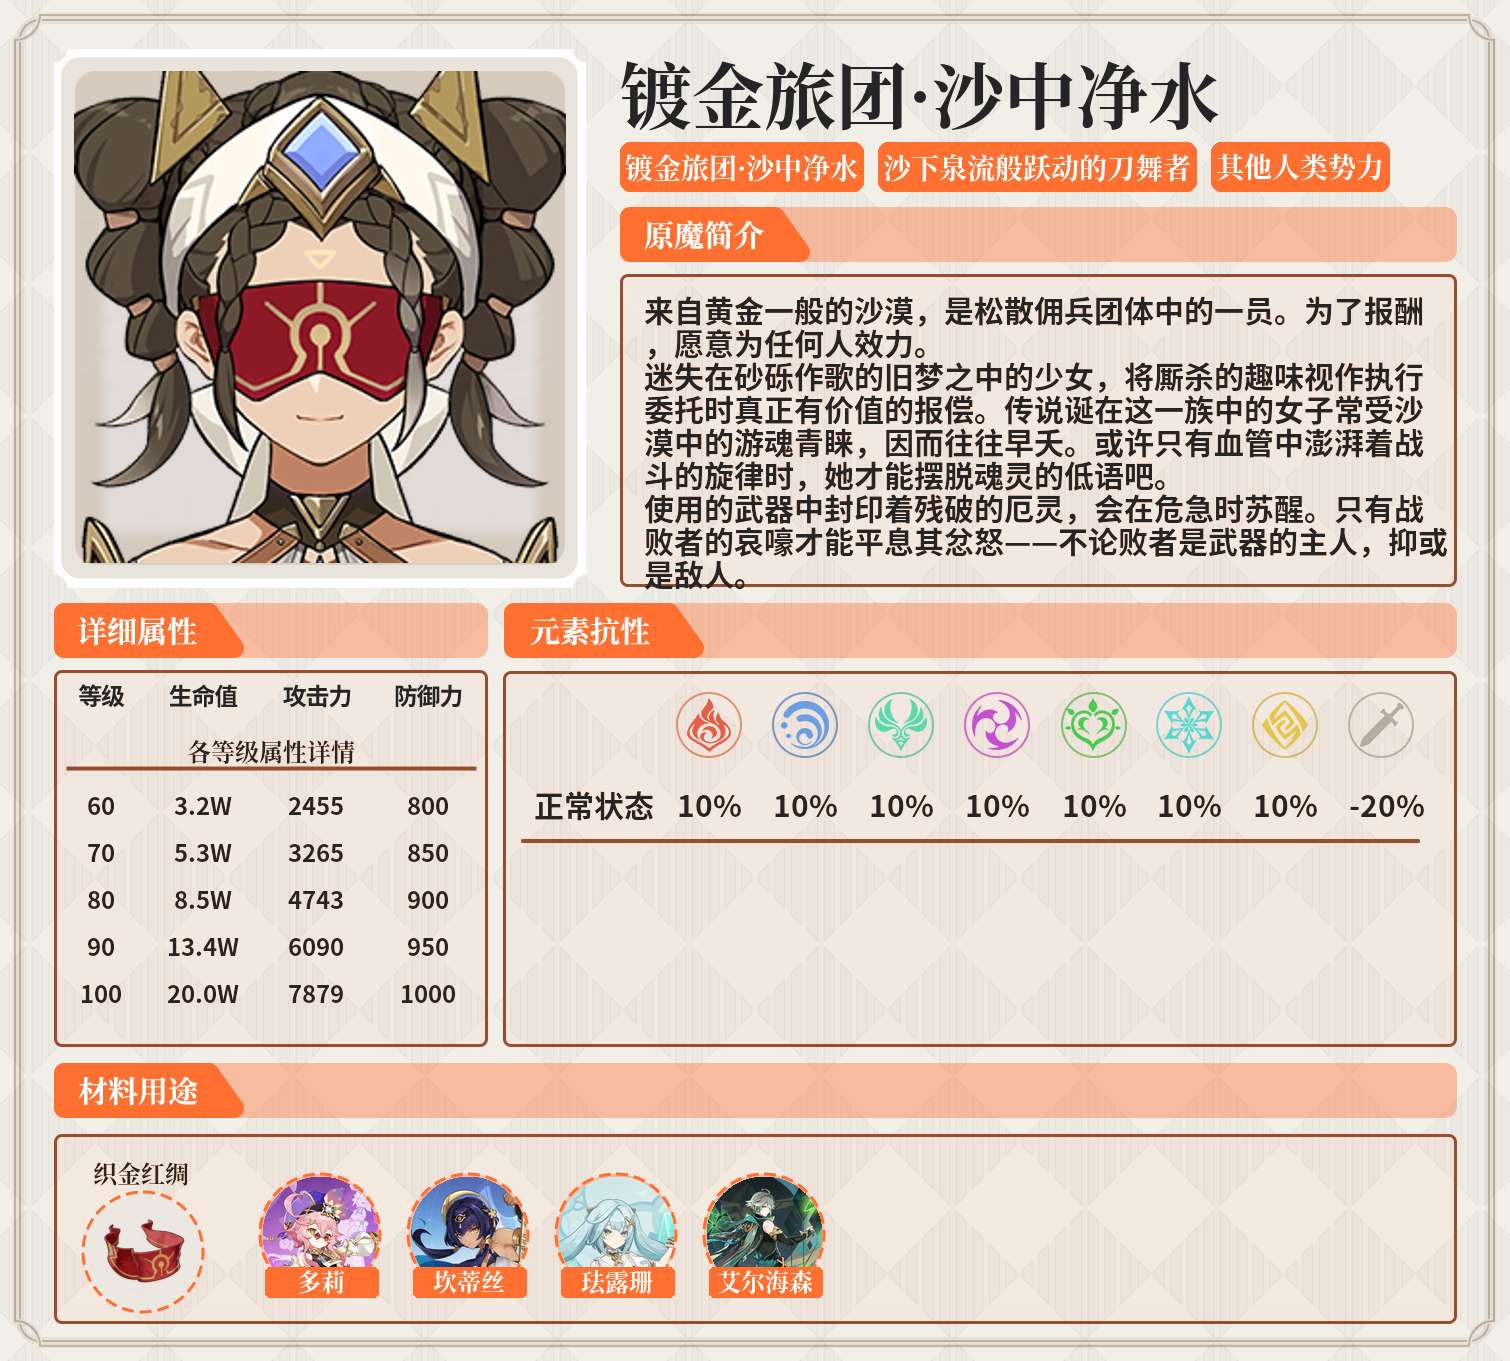 镀金旅团·沙中净水
镀金旅团·沙中净水 沙下泉流般跃动的刀舞者 其他人类势力
原魔简介
来自黄金一般的沙漠，是松散佣兵团体中的一员。为了报酬
，愿意为任何人效力。
迷失在砂砾作歌的旧梦之中的少女，将厮杀的趣味视作执行
委托时真正有价值的报偿。传说诞在这一族中的女子常受沙
漠中的游魂青睐，因而往往早夭。或许只有血管中澎湃着战
斗的旋律时，她才能摆脱魂灵的低语吧。
使用的武器中封印着残破的厄灵，会在危急时苏醒。只有战
败者的哀嚎才能平息其忿怒——不论败者是武器的主人，抑或
是敌人。
详细属性
等级 生命值 攻击力 防御力
各等级属性详情
60 3.2W 2455 800
70 5.3W 3265 850
80 8.5W 4743 900
90 13.4W 6090 950
100 20.0W 7879 1000
元素抗性
正常状态 10% 10% 10% 10% 10% 10% 10% -20%
材料用途
织金红绸
多莉 坎蒂丝 珐露珊 艾尔海森